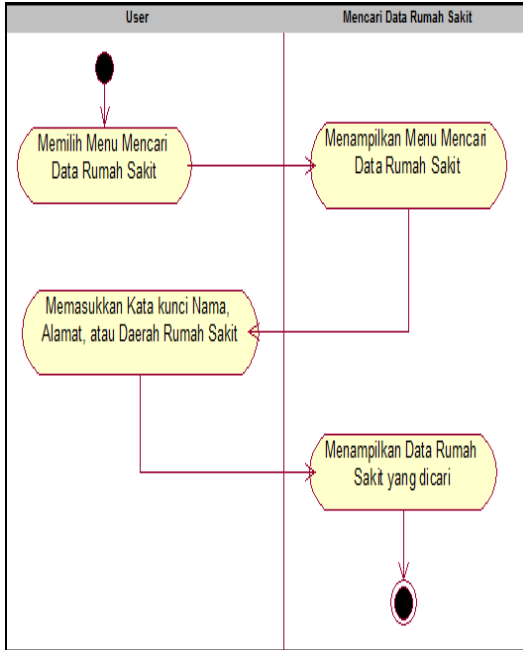 User
Mencari Data Rumah Sakit
Memilih Menu Mencari
Data Rumah Sakit
Menampilkan Menu Mencari
Data Rumah Sakit
Memasukkan Kata kunci Nama,
Alamat, atau Daerah Rumah Sakit
Menampilkan Data Rumah
Sakit yang dicari